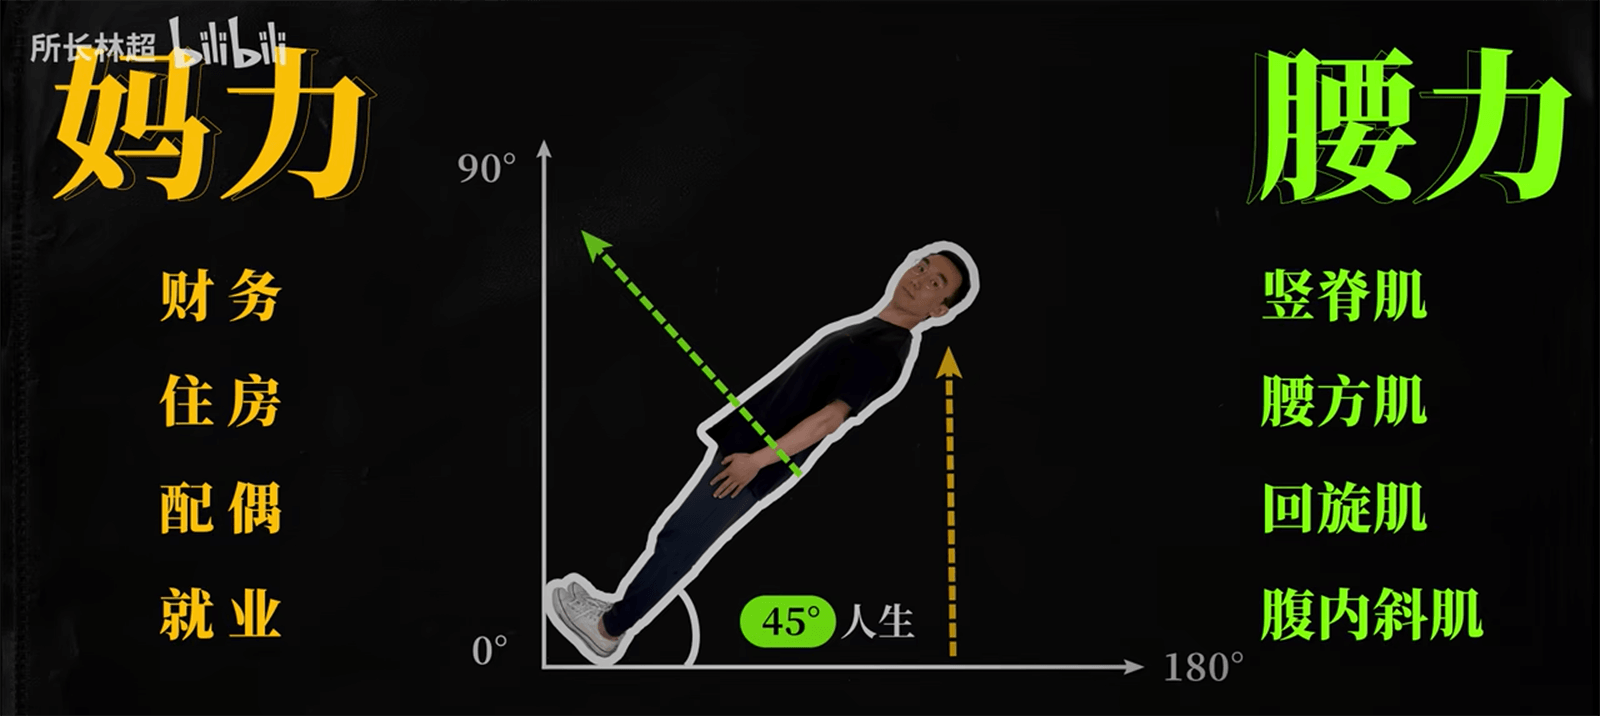 所长林超 bilibili
妈力
财务
住房
配偶
就业
90°
0°
45°人生
180°
腰力
竖脊肌
腰方肌
回旋肌
腹内斜肌